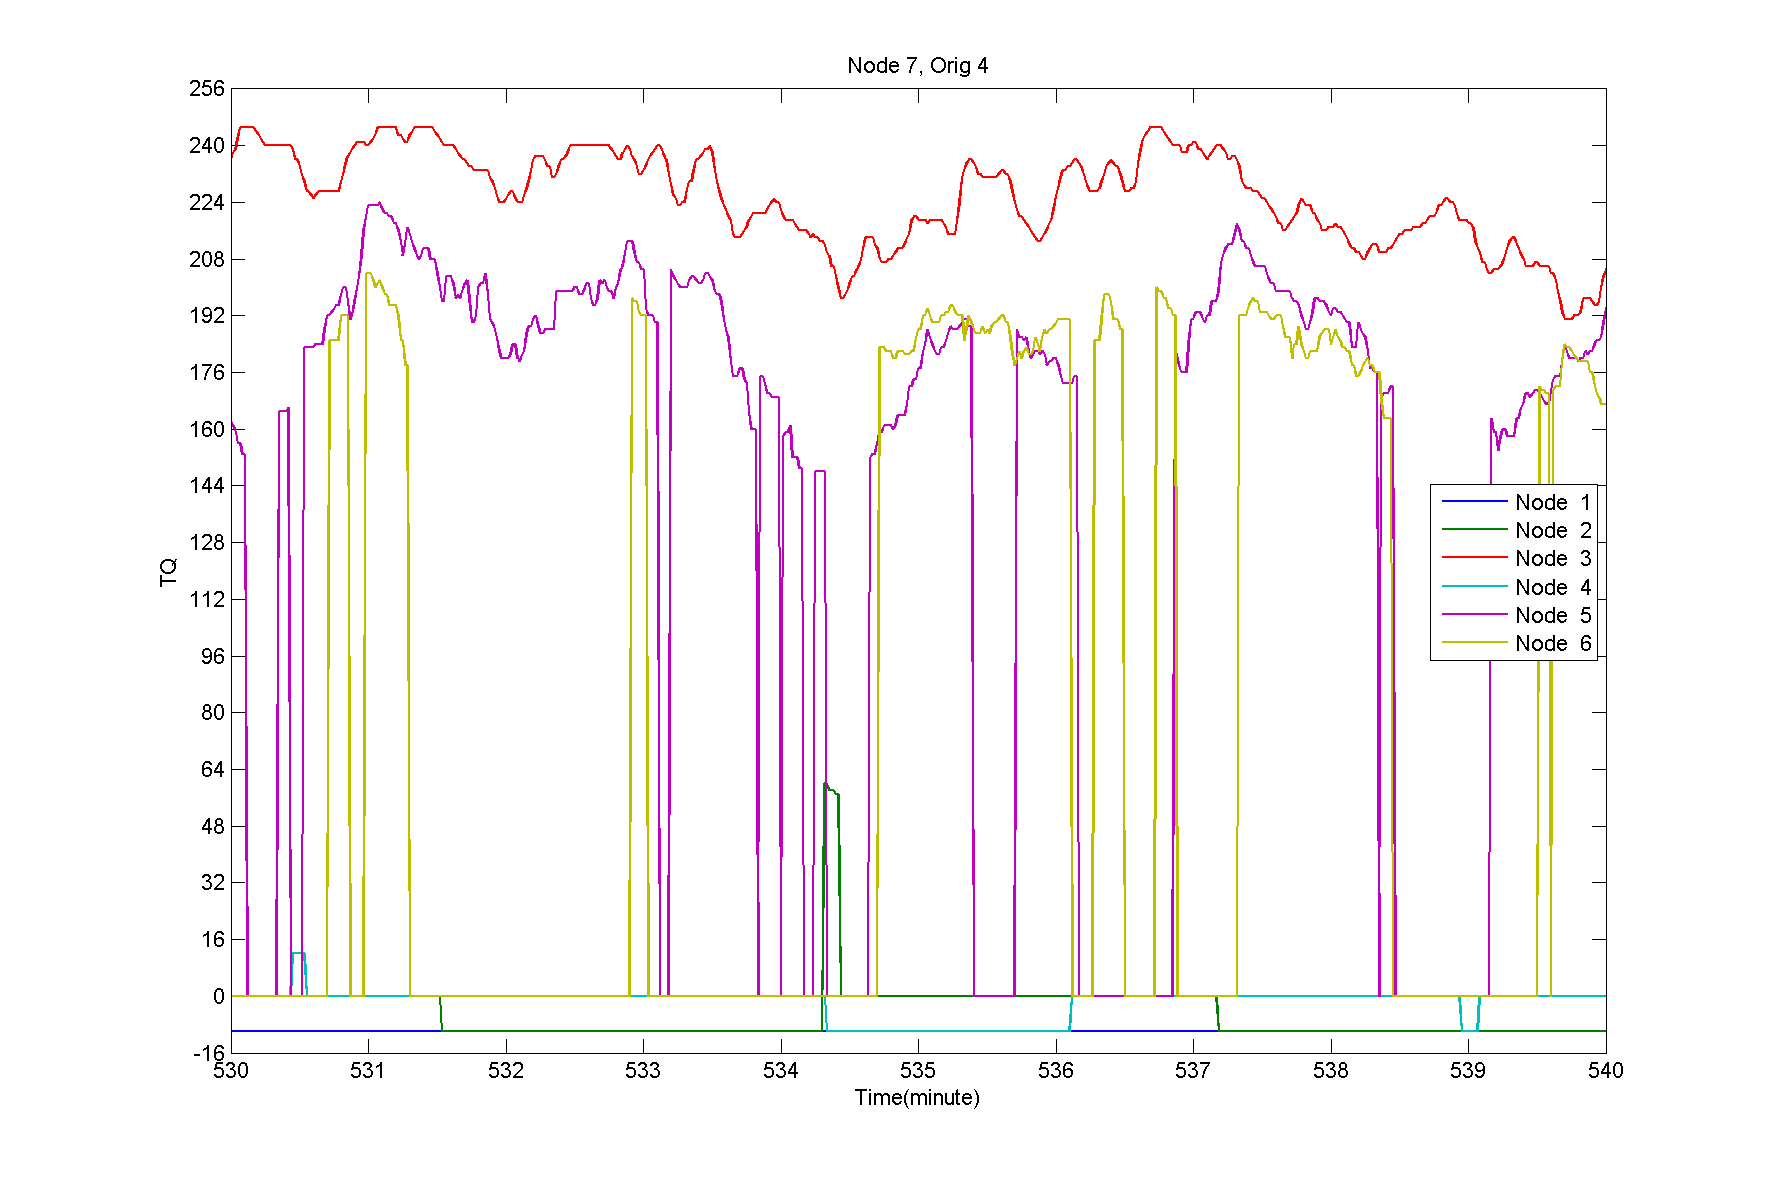 Node 7, Orig 4
256
240
224
208
192
176
160
144
128
112
96
80
64
48
32
16
0
-16
TQ
Node 1
Node 2
Node 3
Node 4
Node 5
Node 6
530 531 532 533 534 535 536 537 538 539 540
Time(minute)